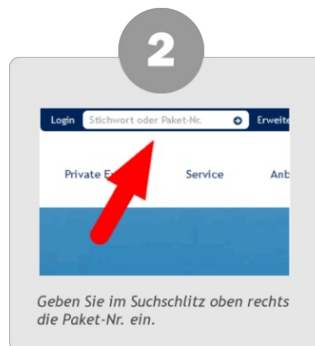 2
Login Stichwort oder Paket-Nr. Erweite
Private E Service Anb
Geben Sie im Suchschlitz oben rechts
die Paket-Nr. ein.